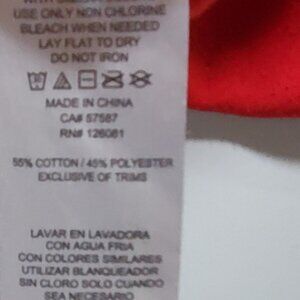 USE ONLY NON CHLORINE
BLEACH WHEN NEEDED
LAY FLAT TO DRY
DO NOT IRON
MADE IN CHINA
CA# 57587
RN# 126081
55% COTTON / 45% POLYESTER
EXCLUSIVE OF TRIMS
LAVAR EN LAVADORA
CON AGUA FRIA
CON COLORES SIMILARES
UTILIZAR BLANQUEADOR
SIN CLORO SOLO CUANDO
SEA NECESARIO